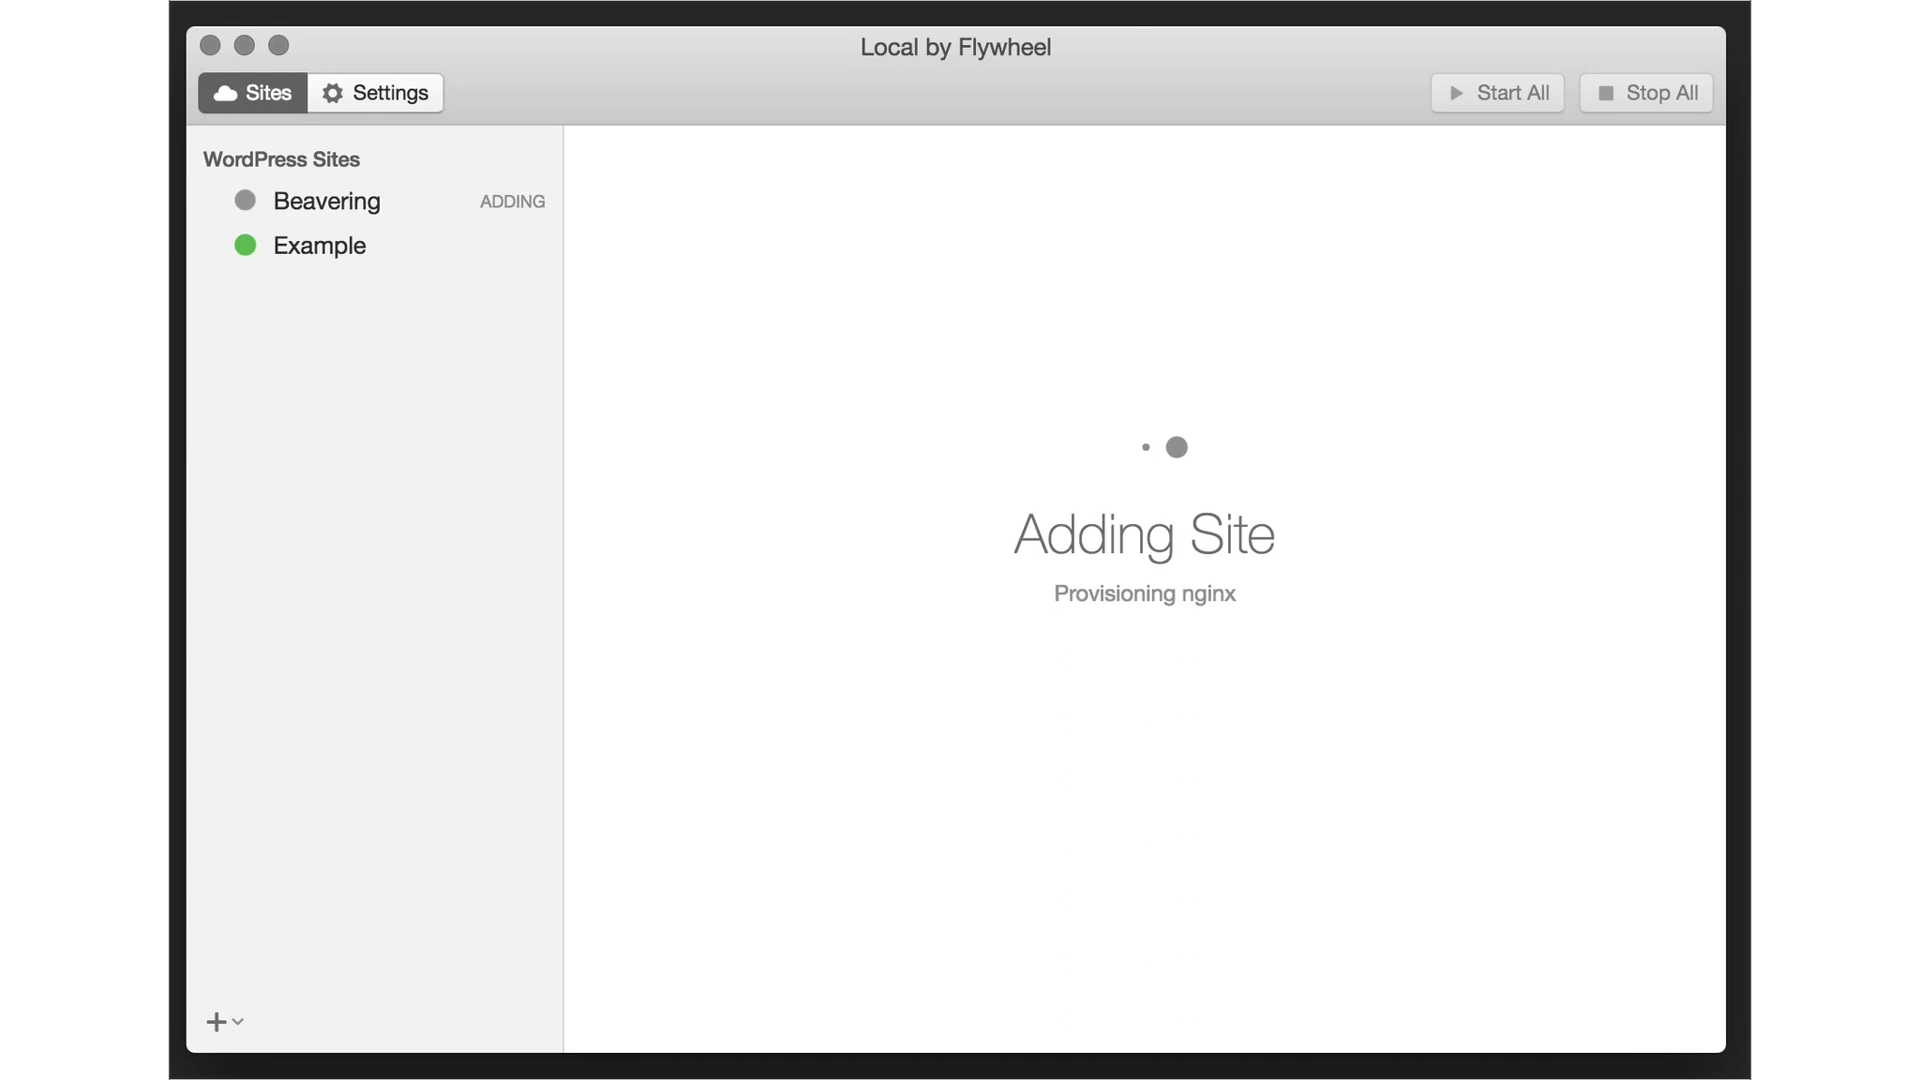 Local by Flywheel
Sites
Settings
Start All
Stop All
WordPress Sites
Beavering
ADDING
Example
Adding Site
Provisioning nginx